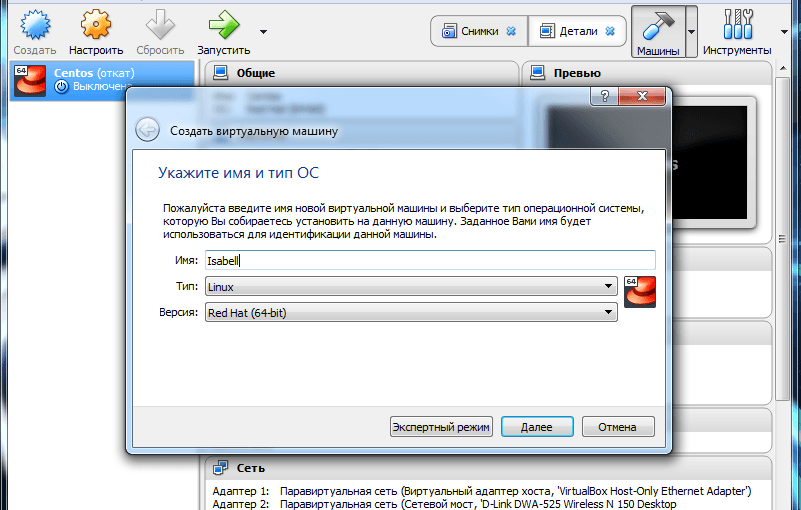 Создать
Настроить
Сбросить
Запустить
Снимки
Детали
Машины
Инструменты
64
Centos (откат)
Выключена
Общие
Превью
Создать виртуальную машину
Укажите имя и тип ОС
Пожалуйста введите имя новой виртуальной машины и выберите тип операционной системы,
которую Вы собираетесь установить на данную машину. Заданное Вами имя будет
использоваться для идентификации данной машины.
Имя: Isabell
Тип: Linux
64
Версия: Red Hat (64-bit)
Экспертный режим
Далее
Отмена
Сеть
Адаптер 1: Паравиртуальная сеть (Виртуальный адаптер хоста, 'VirtualBox Host-Only Ethernet Adapter')
Адаптер 2: Паравиртуальная сеть (Сетевой мост, 'D-Link DWA-525 Wireless N 150 Desktop